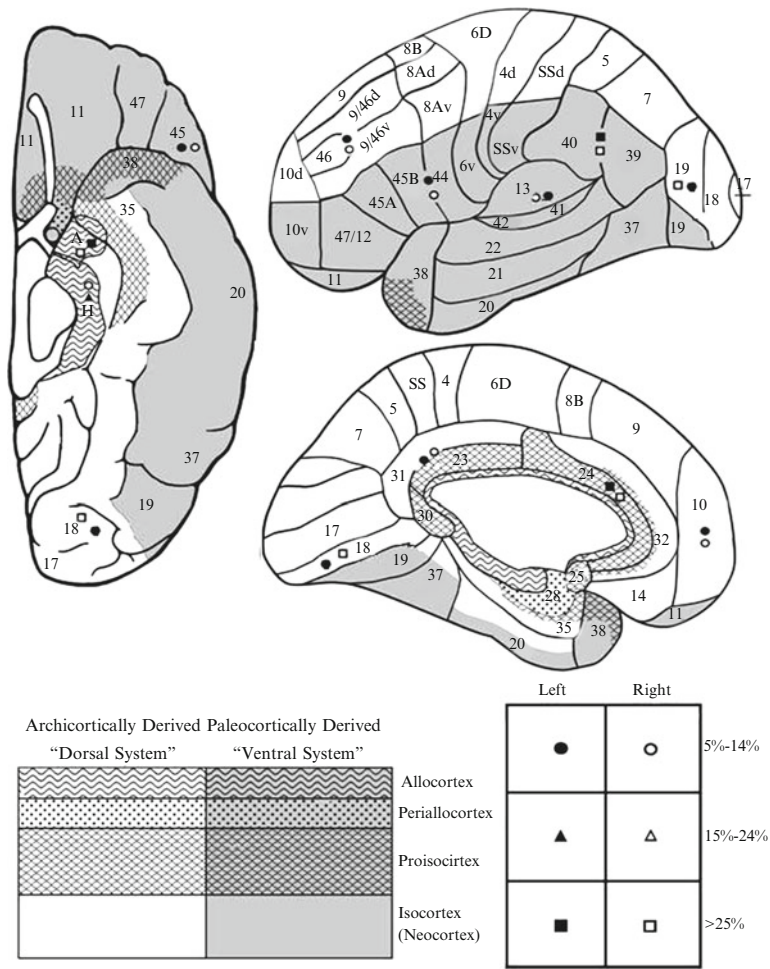 11
47
11
45
38
35
A
H
20
37
19
18
17
6D
8B
8Ad
4d
SSd
5
9
9/46d
8Av
7
4v
46
9/46v
SSv
40
39
19
17
10d
6v
45B
44
13
18
45A
41
42
10v
47/12
22
37
19
11
38
21
20
SS
4
6D
8B
5
7
9
31
23
24
10
30
17
18
32
19
37
25
28
14
35
11
38
20
Left Right
Archicortically Derived Paleocortically Derived
“Dorsal System” “Ventral System”
5%-14%
Allocortex
Periallocortex
15%-24%
Proisocirtex
Isocortex
(Neocortex)
>25%